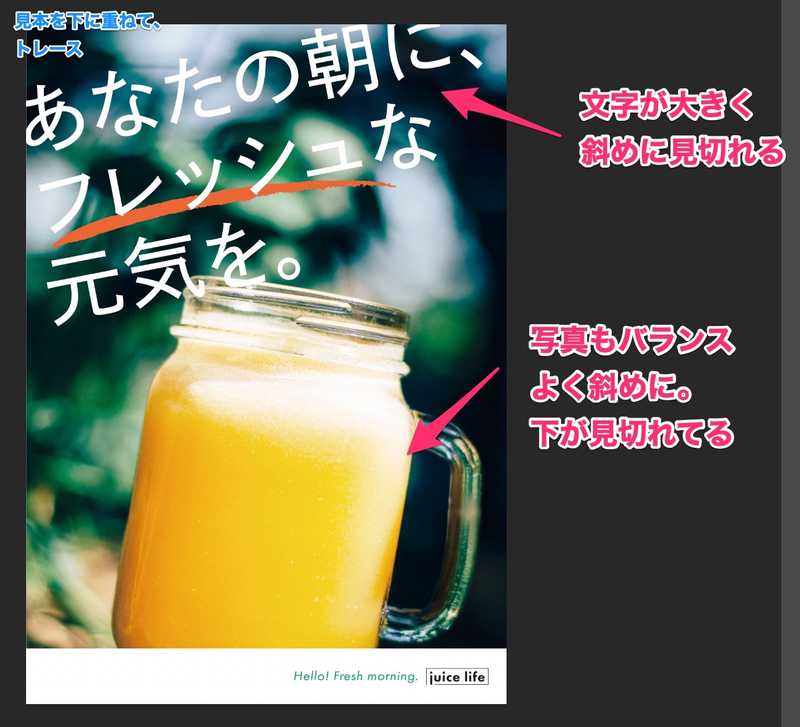 見本を下に重ねて、
トレース
あなたの朝に、
フレッシュな
元気を。
文字が大きく
斜めに見切れる
写真もバランス
よく斜めに。
下が見切れてる
Hello! Fresh morning. juice life